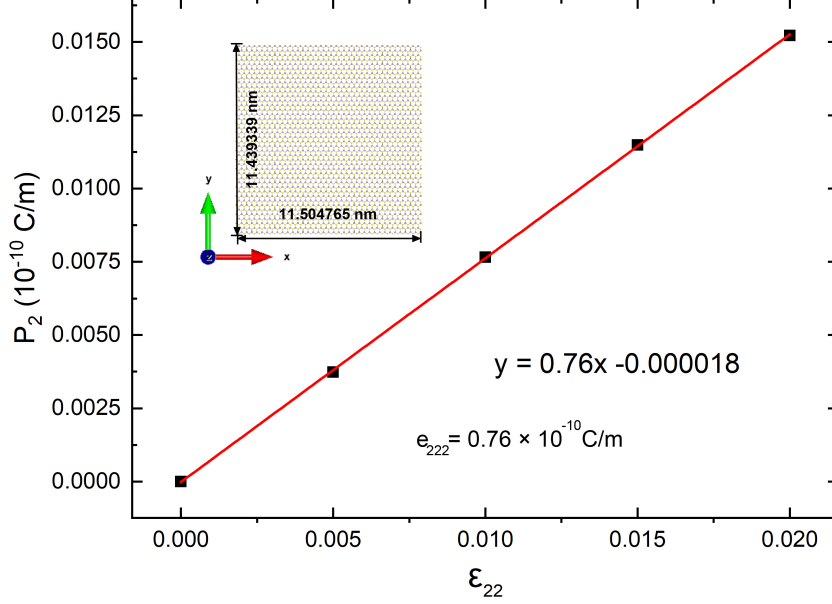 0.0150
0.0125
0.0100
0.0075
0.0050
0.0025
0.0000
P₂ (10⁻¹⁰ C/m)
11.439339 nm
11.504765 nm
y
z
x
y = 0.76x -0.000018
e₂₂₂= 0.76 × 10⁻¹⁰C/m
0.000 0.005 0.010 0.015 0.020
ε₂₂